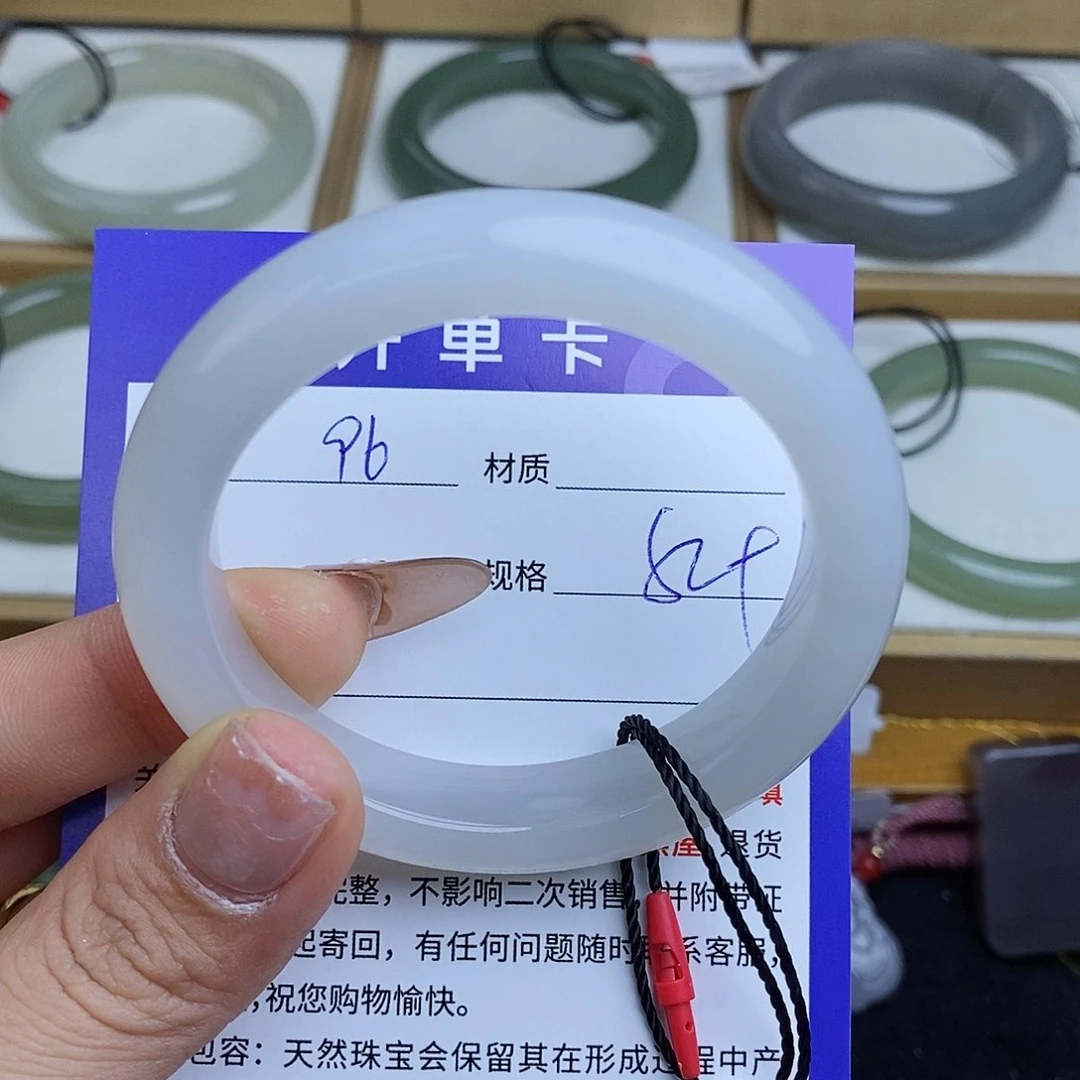 开单卡
96 材质
规格
填
退货
完整，不影响二次销售，并附带证
起寄回，有任何问题随时联系客服，
，祝您购物愉快。
包容：天然珠宝会保留其在形成过程中产